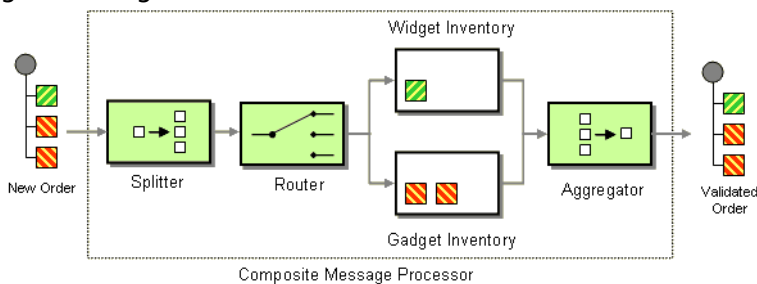 Widget Inventory
New Order
Splitter
Router
Aggregator
Validated
Order
Gadget Inventory
Composite Message Processor